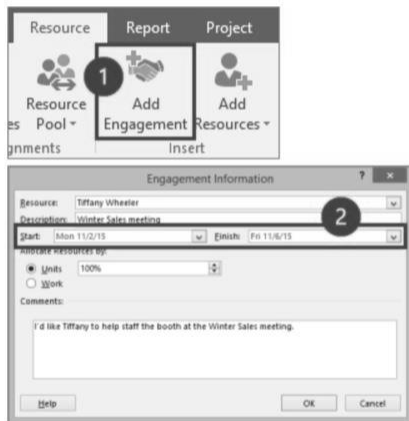 Resource Report Project
1
Resource Add Add
es Pool Engagement Resources
gnments Insert
Engagement Information ? ×
Resource: Tiffany Wheeler
Description: Winter Sales meeting
2
Start: Mon 11/2/15 Finish: Fri 11/6/15
Allocate Resources by:
Units 100%
Work
Comments:
I'd like Tiffany to help staff the booth at the Winter Sales meeting.
Help OK Cancel